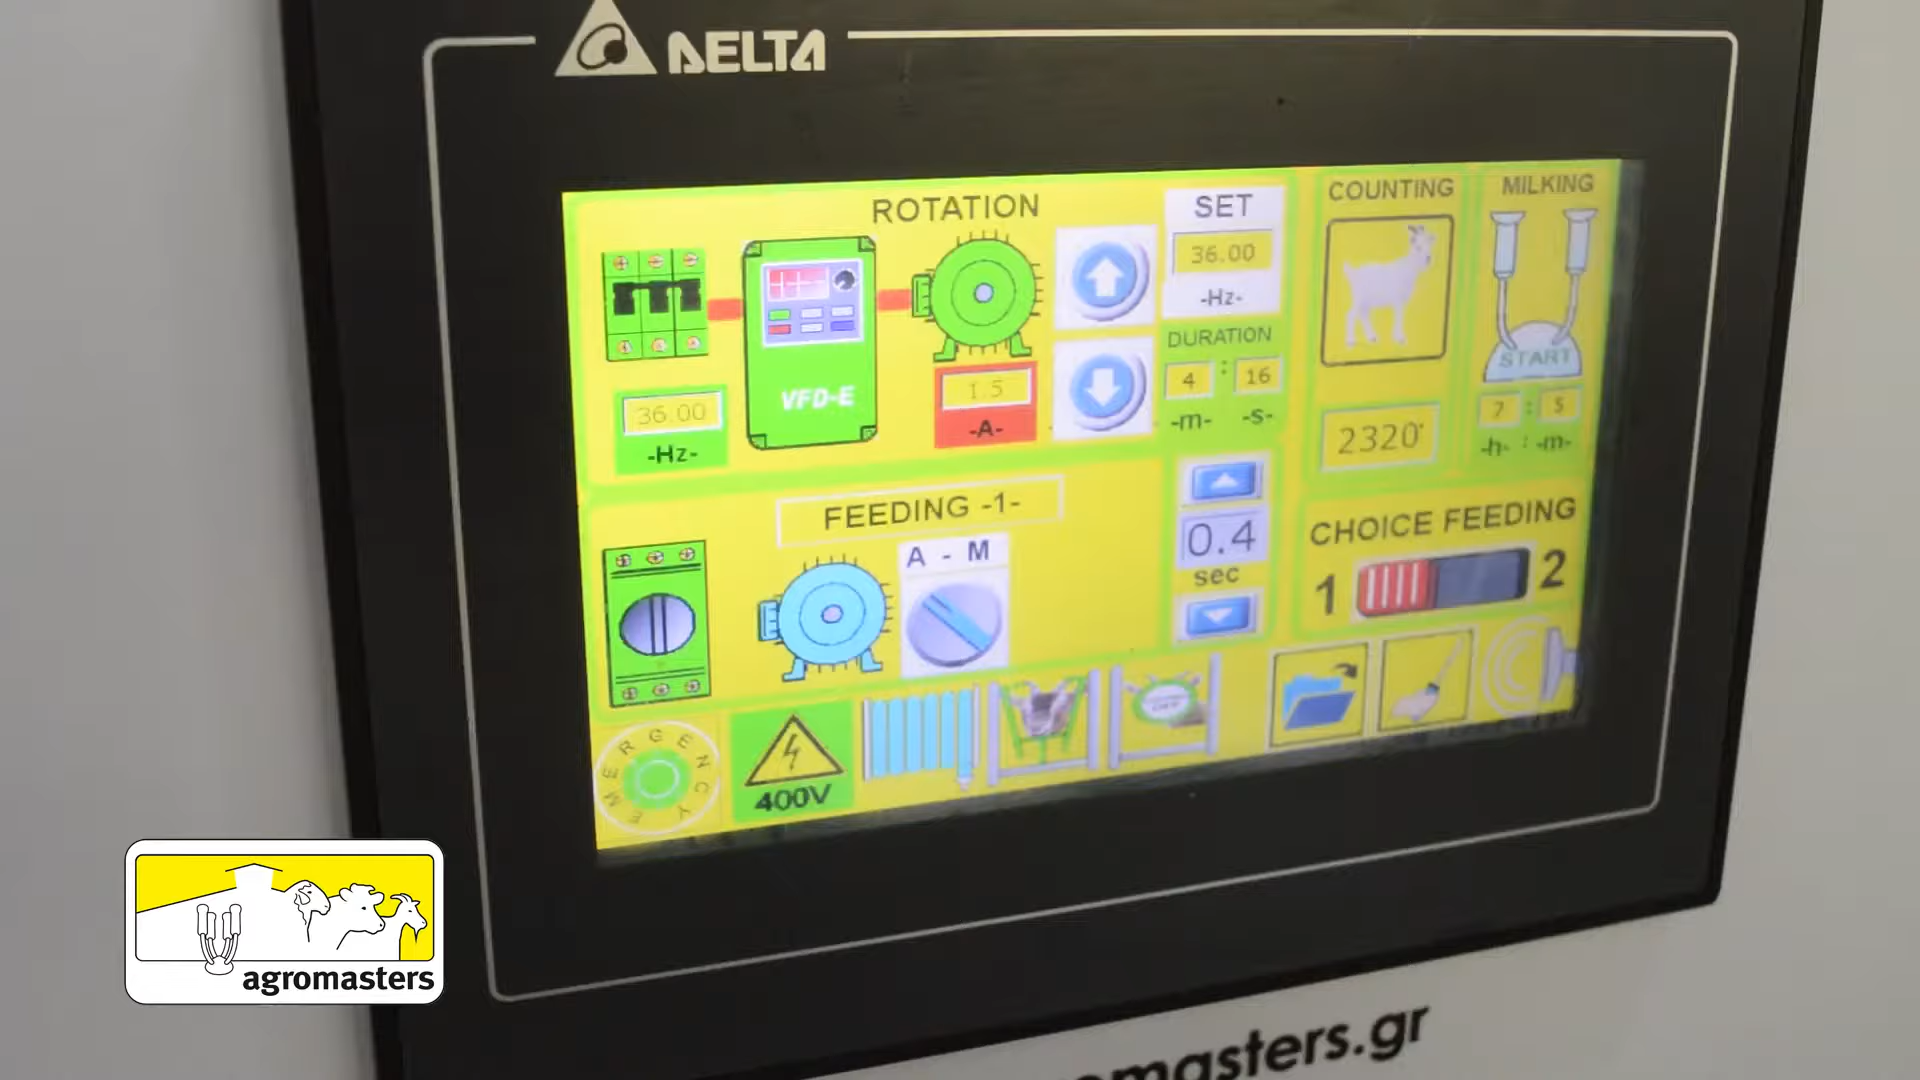 DELTA
ROTATION
SET
36.00
-Hz-
DURATION
4 : 16
-m- -s-
COUNTING
2320
MILKING
START
7 : 5
-h- : -m-
VFD-E
36.00
-Hz-
1.5
-A-
FEEDING -1-
A - M
0.4
sec
CHOICE FEEDING
1 2
EMERGENCY
400V
agromasters
omasters.gr